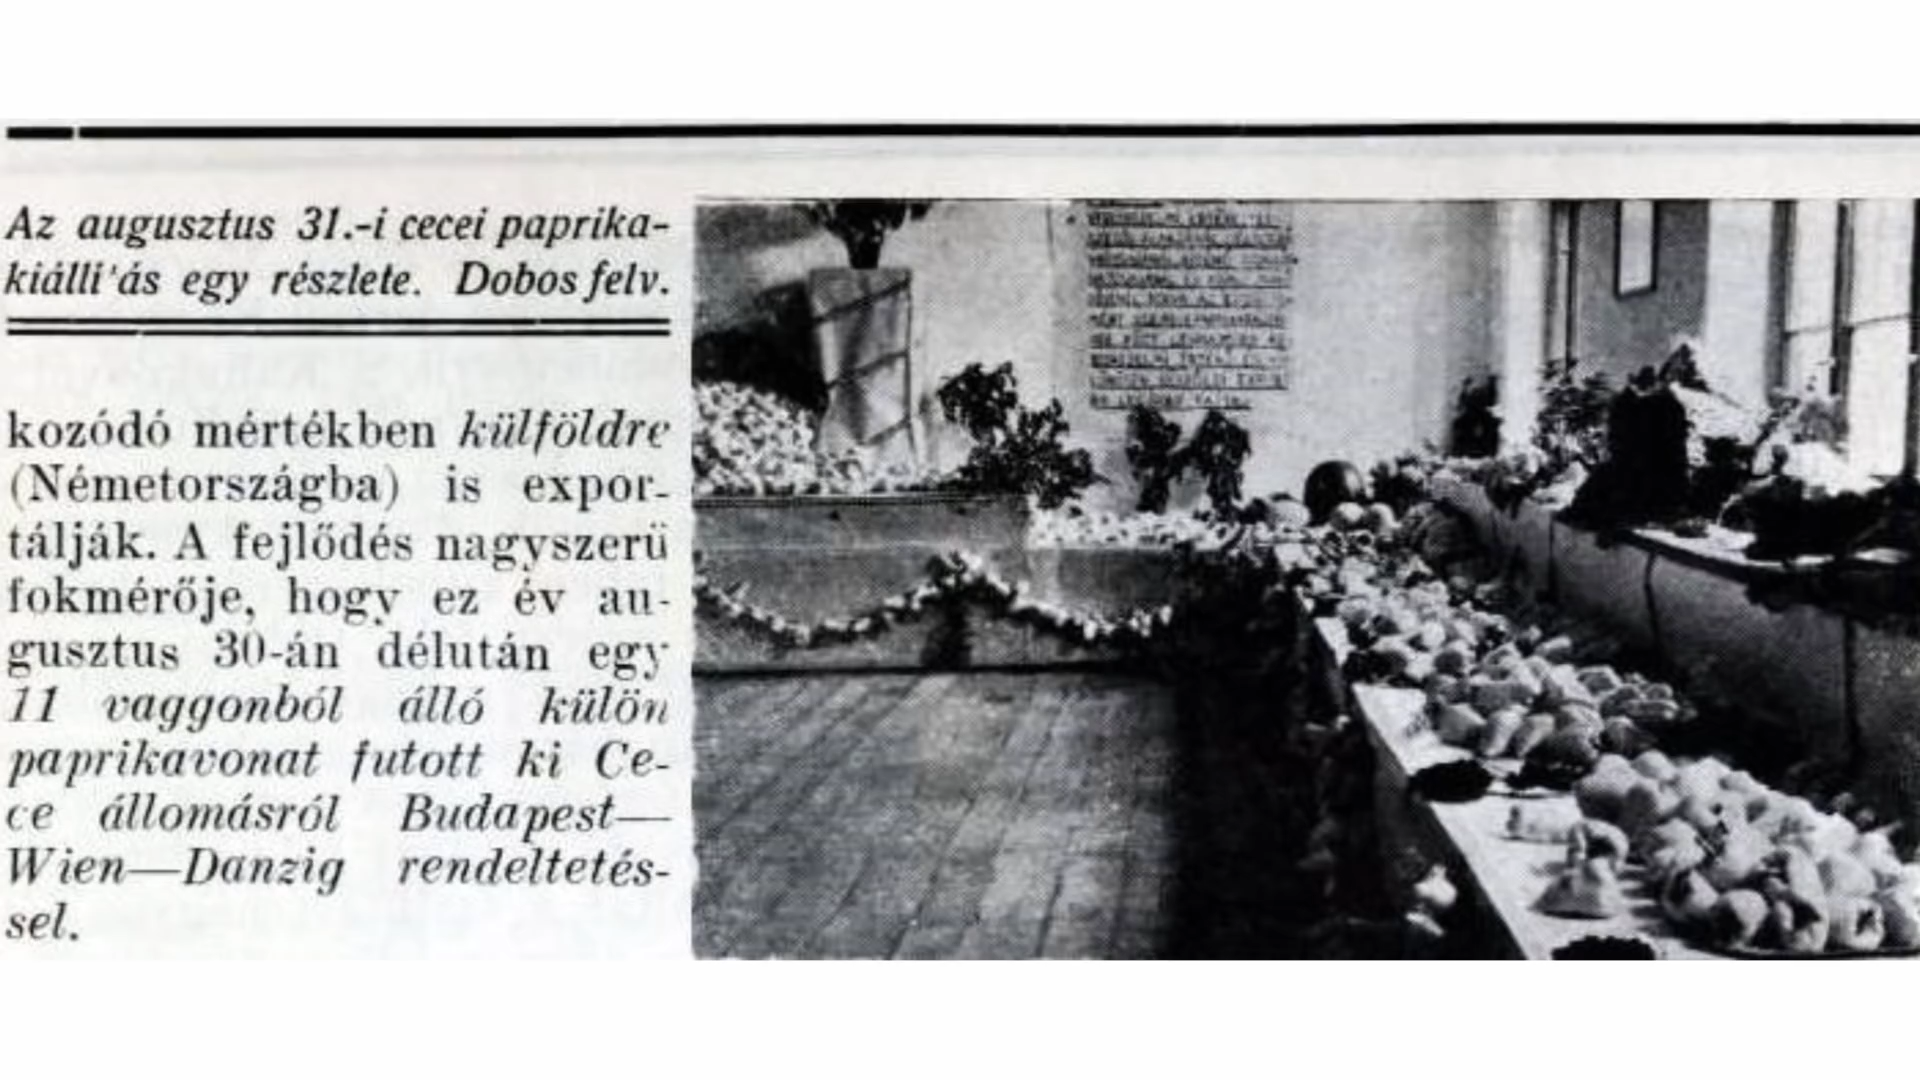 Az augusztus 31.-i cecei paprika-
kiálli'ás egy részlete. Dobos felv.
kozódó mértékben külföldre
(Németországba) is expor-
tálják. A fejlődés nagyszerü
fokmérője, hogy ez év au-
gusztus 30-án délután egy
11 vaggonból álló külön
paprikavonat futott ki Ce-
ce állomásról Budapest—
Wien—Danzig rendeltetés-
sel.